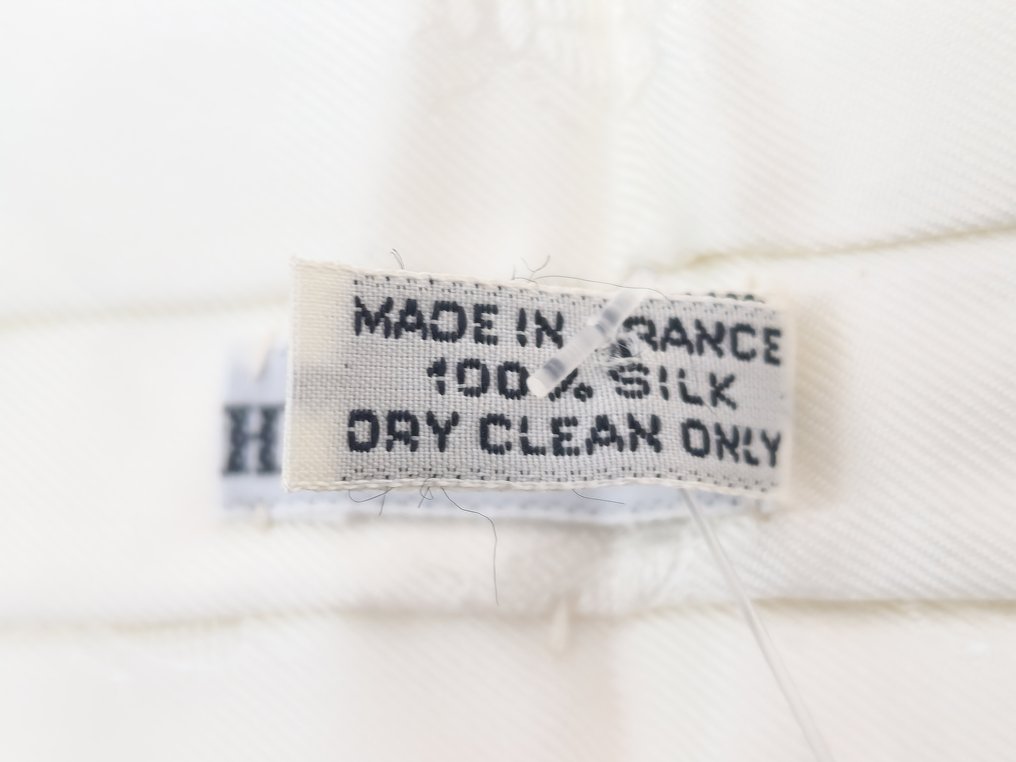 MADE IN FRANCE
100% SILK
DRY CLEAN ONLY
H